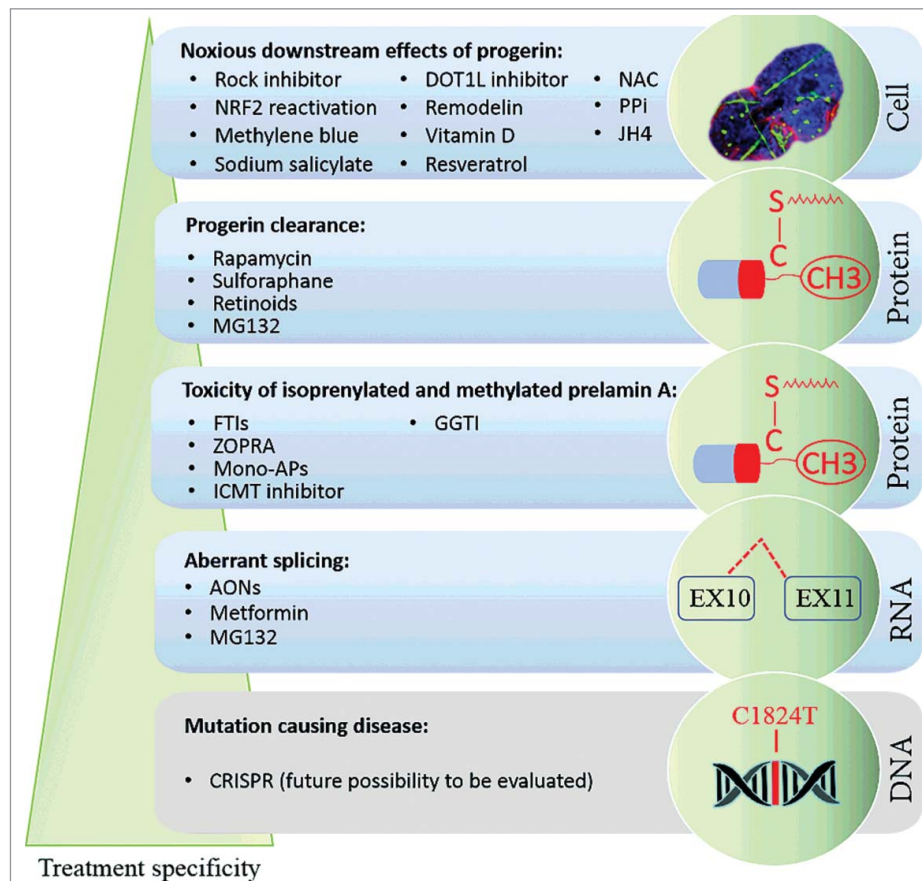 Noxious downstream effects of progerin:
• Rock inhibitor
• NRF2 reactivation
• Methylene blue
• Sodium salicylate
• DOT1L inhibitor
• Remodelin
• Vitamin D
• Resveratrol
• NAC
• PPi
• JH4
Cell
Progerin clearance:
• Rapamycin
• Sulforaphane
• Retinoids
• MG132
S
C
CH3
Protein
Toxicity of isoprenylated and methylated prelamin A:
• FTIs
• ZOPRA
• Mono-APs
• ICMT inhibitor
• GGTI
S
C
CH3
Protein
Aberrant splicing:
• AONs
• Metformin
• MG132
EX10
EX11
RNA
Mutation causing disease:
• CRISPR (future possibility to be evaluated)
C1824T
DNA
Treatment specificity